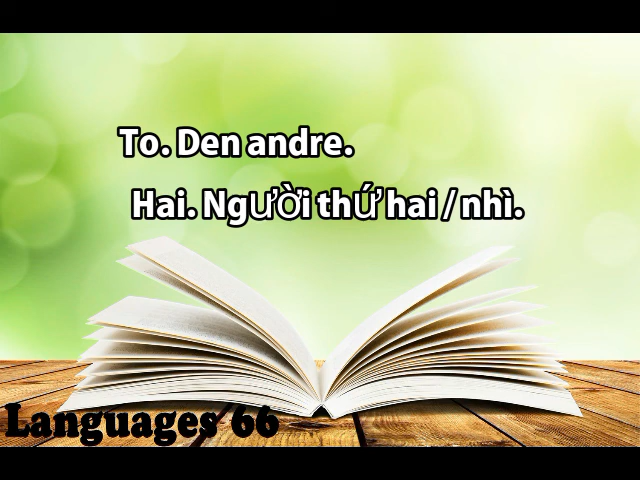 To. Den andre.
Hai. Người thứ hai / nhì.
Languages 66